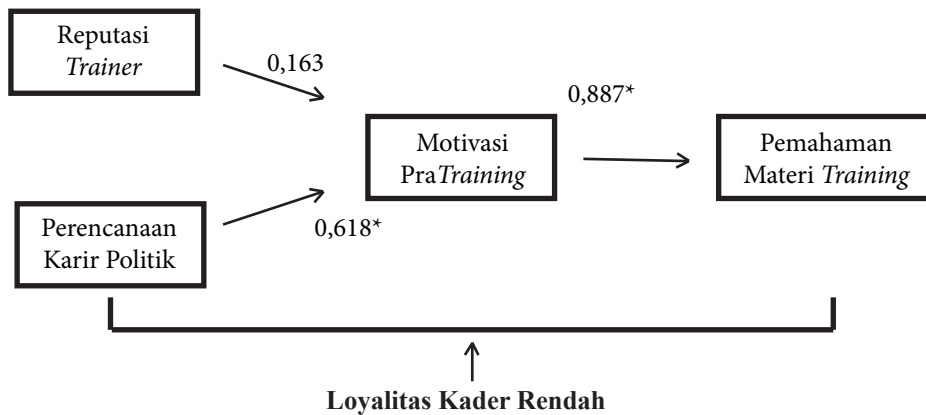 Reputasi
Trainer
0,163
0,887*
Motivasi
PraTraining
Pemahaman
Materi Training
Perencanaan
Karir Politik
0,618*
Loyalitas Kader Rendah